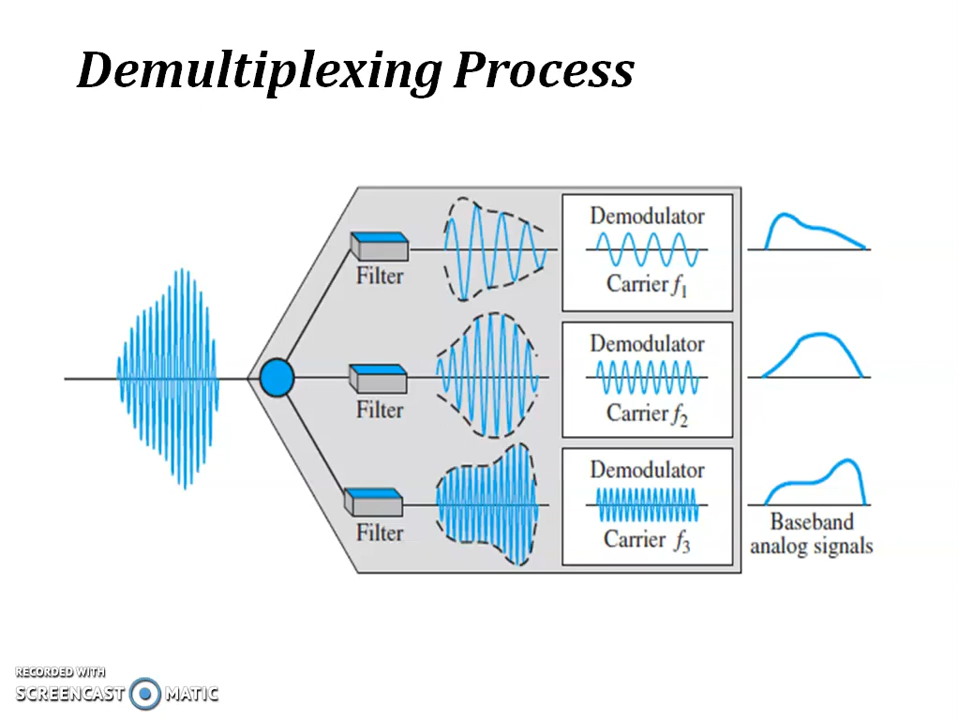 Demultiplexing Process
Filter
Demodulator
Carrier f1
Filter
Demodulator
Carrier f2
Filter
Demodulator
Carrier f3
Baseband
analog signals
RECORDED WITH
SCREENCAST MATIC